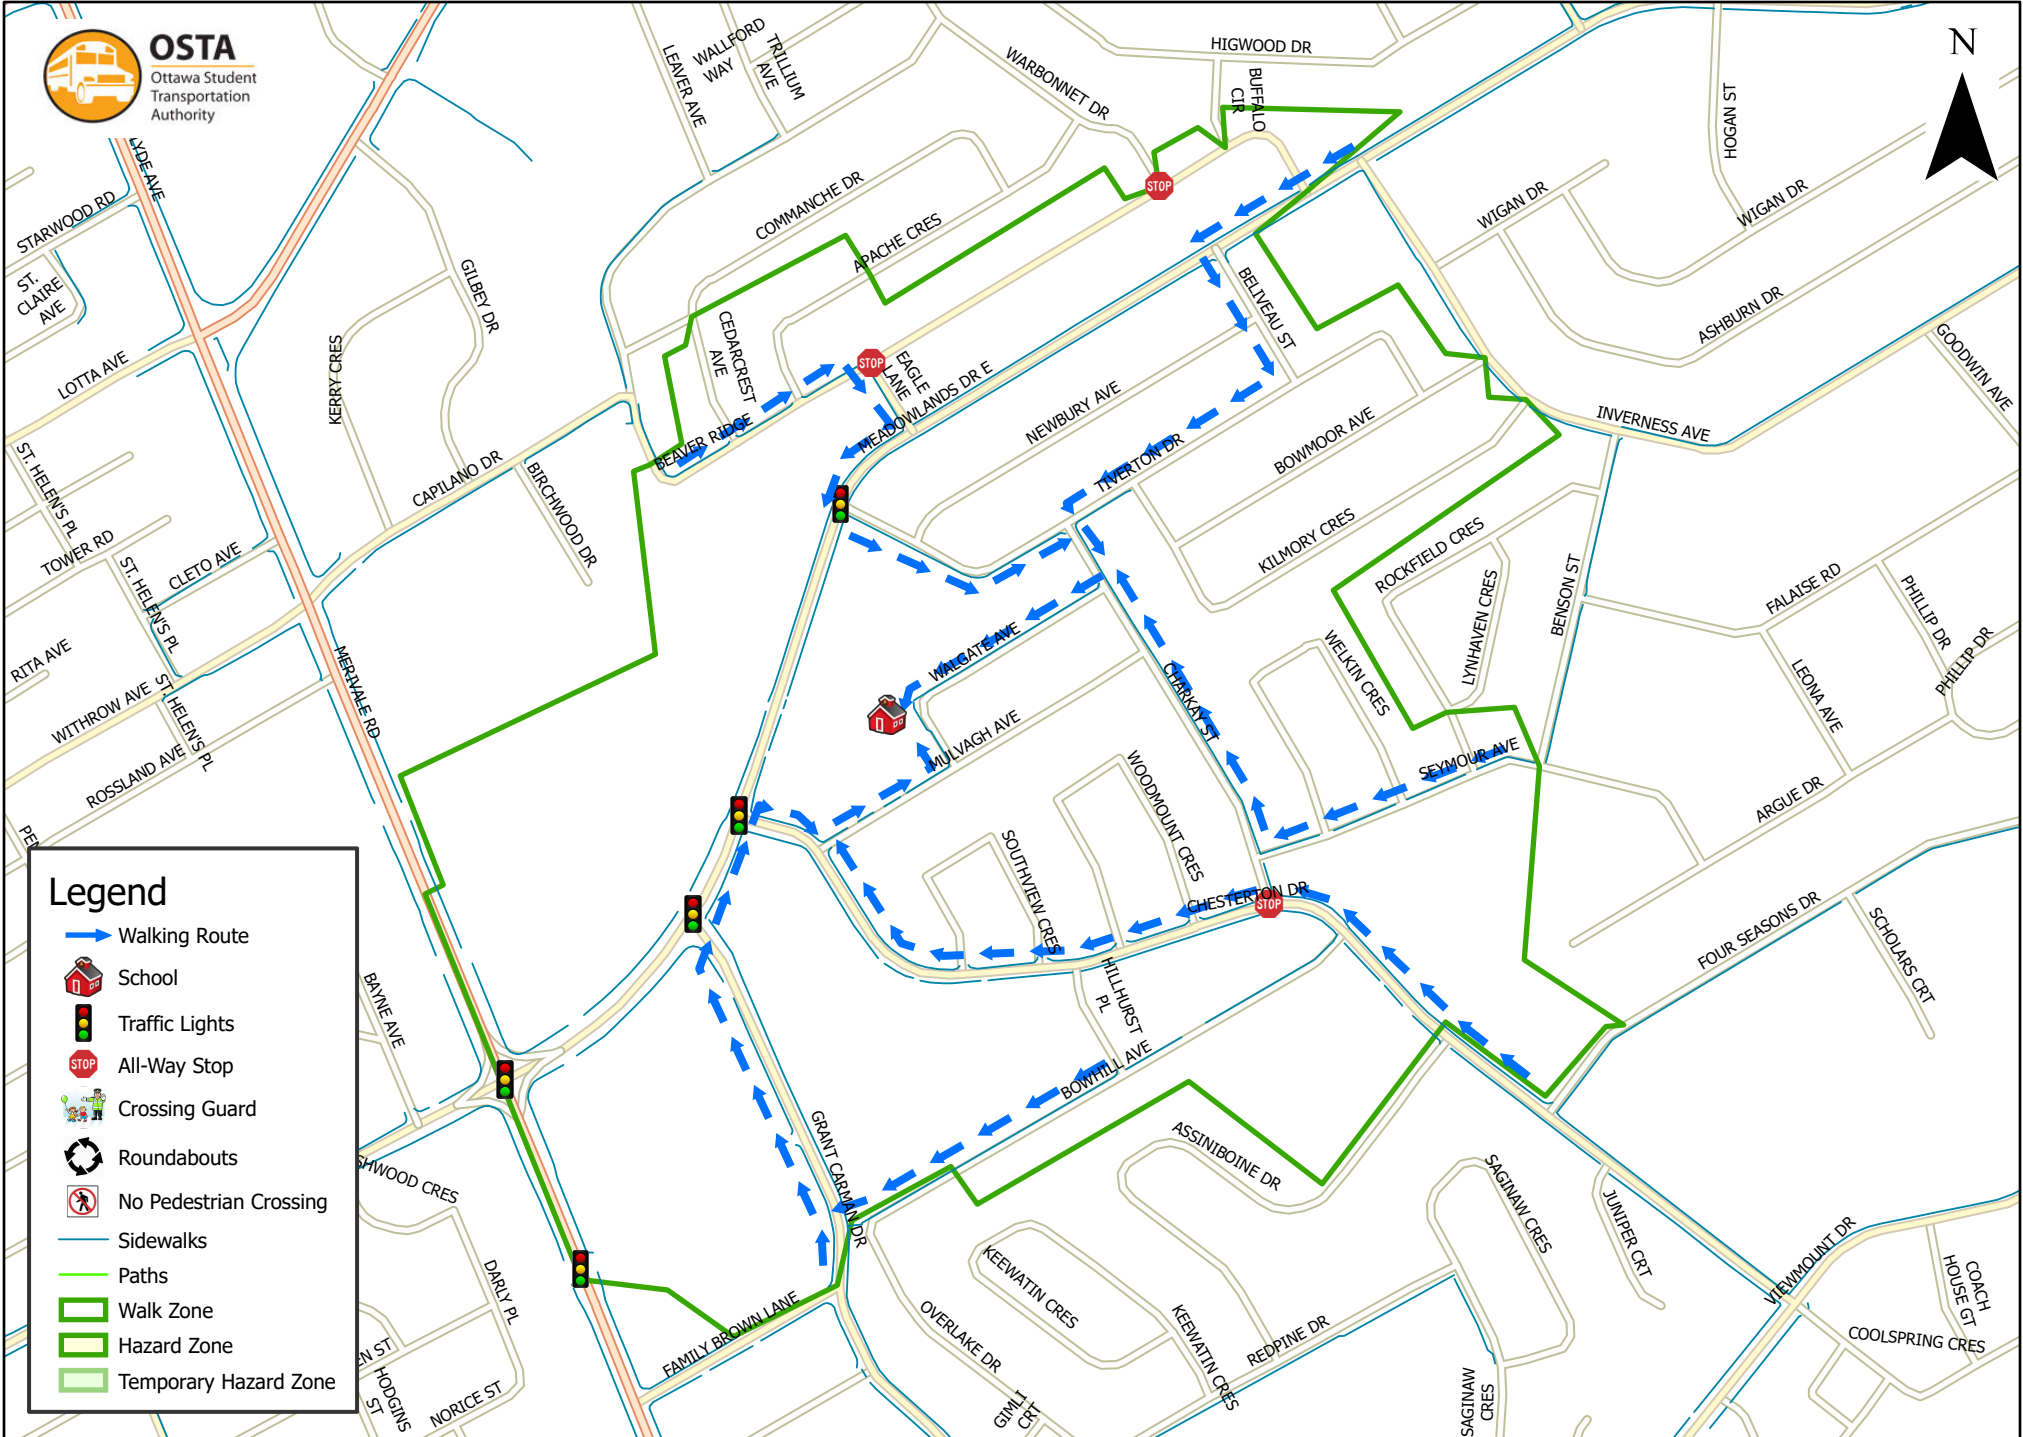 OSTA
Ottawa Student
Transportation
Authority
N
LEAVER AVE
WALLFORD
WAY
TRILLIUM
AVE
WARBONNET DR
HIGWOOD DR
BUFFALO
CIR
HOGAN ST
STARWOOD RD
ST.
CLAIRE
AVE
GILBEY DR
COMMANCHE DR
APACHE CRES
STOP
WIGAN DR
WIGAN DR
ASHBURN DR
GOODWIN AVE
LOTTA AVE
KERRY CRES
CEDARCREST
AVE
STOP
EAGLE
LANE
MEADOWLANDS DR E
BELIVEAU ST
NEWBURY AVE
BOWMOOR AVE
INVERNESS AVE
BEAVER RIDGE
CAPILANO DR
BIRCHWOOD DR
TIVERTON DR
KILMORY CRES
ROCKFIELD CRES
ST. HELEN'S PL
TOWER RD
CLETO AVE
ST. HELEN'S PL
LYNHAVEN CRES
BENSON ST
FALAISE RD
PHILLIP DR
PHILLIP DR
LEONA AVE
RITA AVE
WITHROW AVE
ST. HELEN'S PL
MERIVALE RD
ROSSLAND AVE
WALGATE AVE
MULVAGH AVE
CHARKAY ST
WELKIN CRES
SEYMOUR AVE
ARGUE DR
WOODMOUNT CRES
SOUTHVIEW CRES
CHESTERTON DR
STOP
FOUR SEASONS DR
SCHOLARS CRT
HILLHURST
PL
BOWHILL AVE
BAYNE AVE
GRANT CARMAN DR
ASSINIBOINE DR
SAGINAW CRES
JUNIPER CRT
VIEWMOUNT DR
COACH
HOUSE GT
COOLSPRING CRES
KEEWATIN CRES
KEEWATIN CRES
REDPINE DR
SAGINAW
CRES
OVERLAKE DR
GIMLI
CRT
FAMILY BROWN LANE
DARLY PL
NORICE ST
HODGINS
ST
Legend
Walking Route
School
Traffic Lights
STOP
All-Way Stop
Crossing Guard
Roundabouts
No Pedestrian Crossing
Sidewalks
Paths
Walk Zone
Hazard Zone
Temporary Hazard Zone